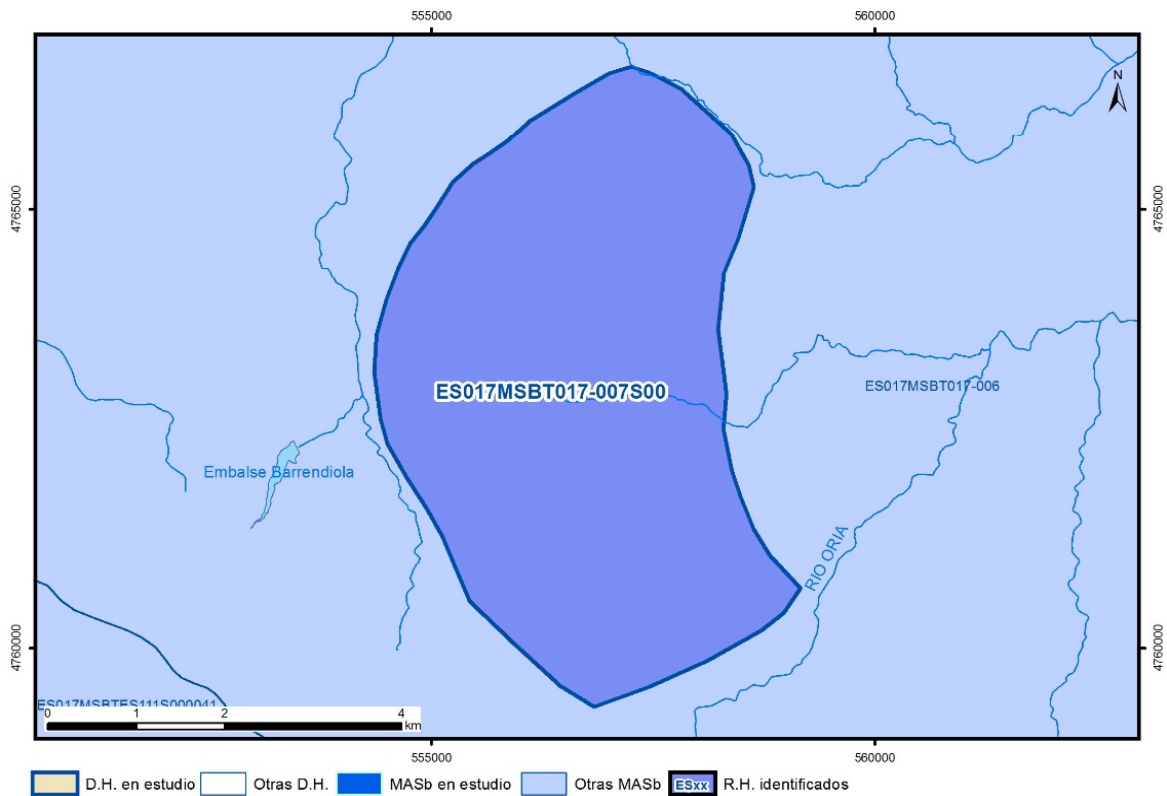 555000 560000
N
4765000 4765000
ES017MSBT017-007S00
ES017MSBT017-006
Embalse Barrendiola
RIO ORIA
4760000 4760000
ES017MSBTES111S000041
0 1 2 4
km
555000 560000
D.H. en estudio Otras D.H. MASb en estudio Otras MASb ESxx R.H. identificados